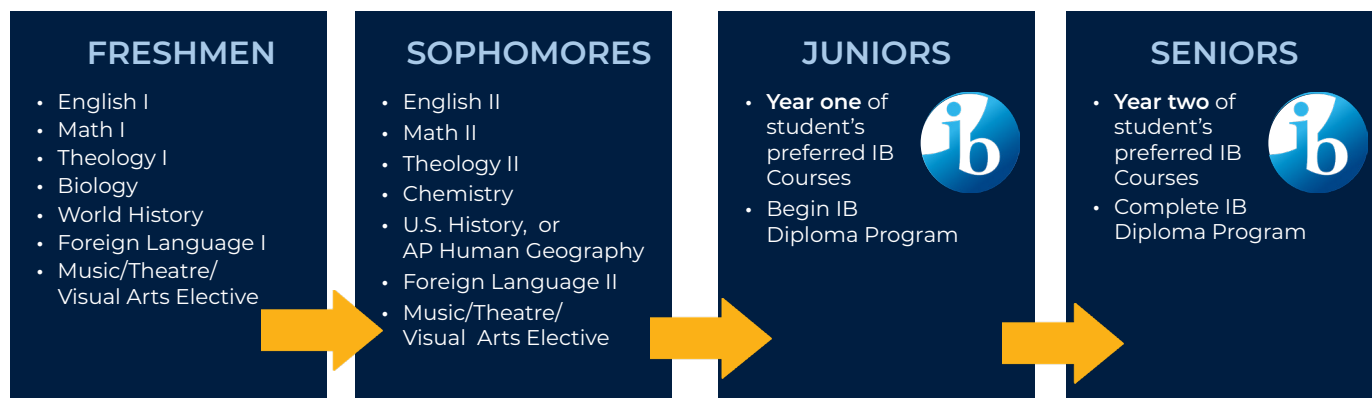 FRESHMEN
• English I
• Math I
• Theology I
• Biology
• World History
• Foreign Language I
• Music/Theatre/
Visual Arts Elective
SOPHOMORES
• English II
• Math II
• Theology II
• Chemistry
• U.S. History, or
AP Human Geography
• Foreign Language II
• Music/Theatre/
Visual Arts Elective
JUNIORS
• Year one of
student’s
preferred IB
Courses
• Begin IB
Diploma Program
ib
SENIORS
• Year two of
student’s
preferred IB
Courses
• Complete IB
Diploma Program
ib